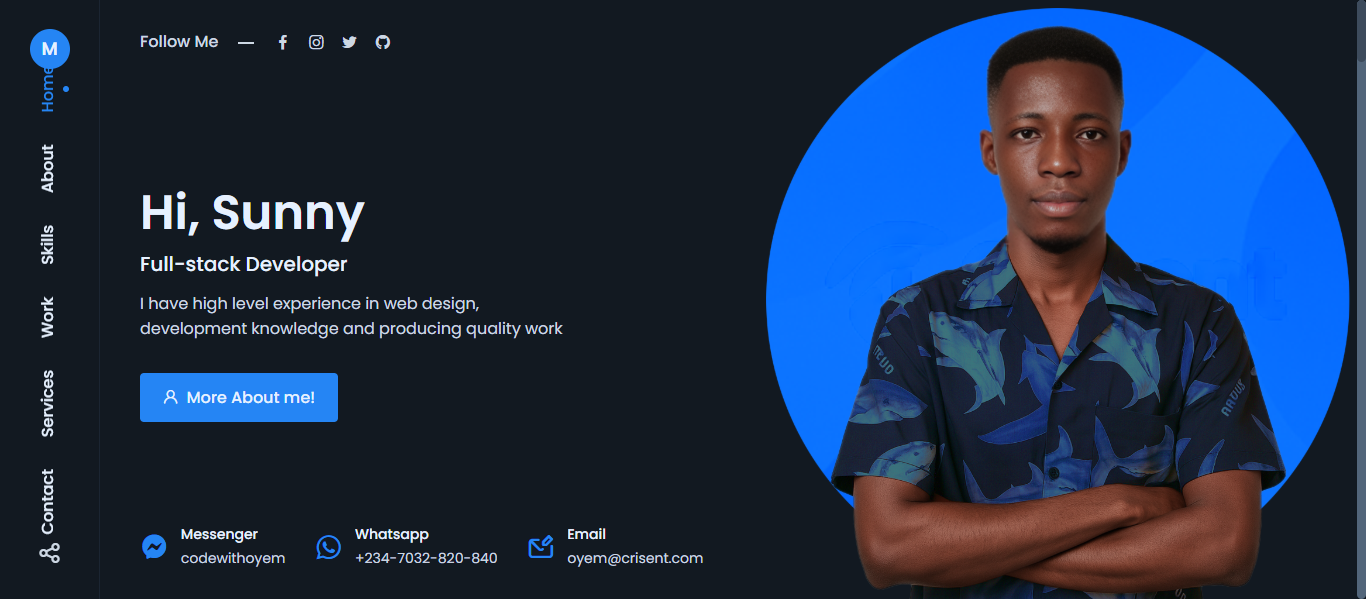 M
Home
About
Skills
Work
Services
Contact
Follow Me
Hi, Sunny
Full-stack Developer
I have high level experience in web design,
development knowledge and producing quality work
More About me!
Messenger
codewithoyem
Whatsapp
+234-7032-820-840
Email
oyem@crisent.com